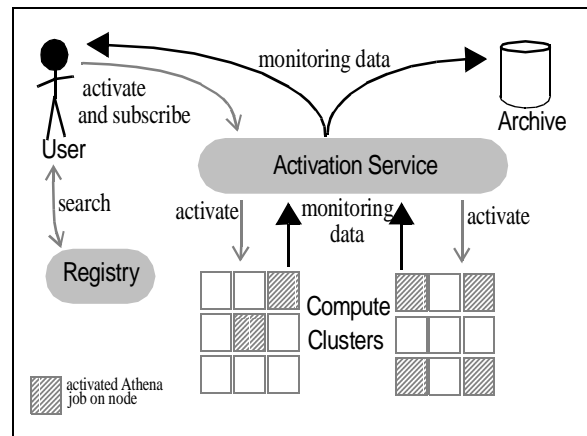 monitoring data
activate
and subscribe
Archive
User
Activation Service
search
activate
monitoring
data
activate
Registry
Compute
Clusters
activated Athena
job on node